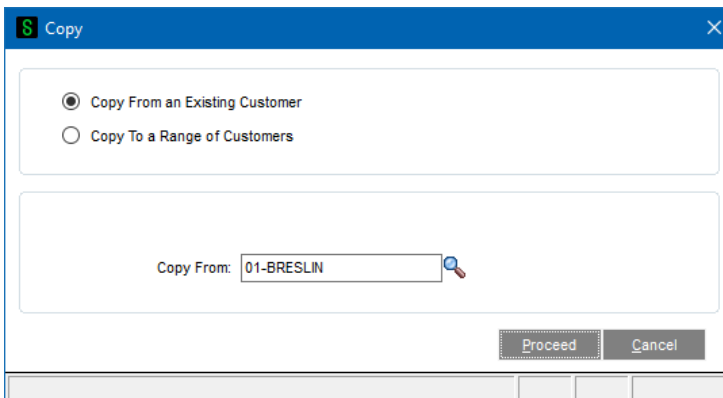 S Copy
Copy From an Existing Customer
Copy To a Range of Customers
Copy From: 01-BRESLIN
Proceed Cancel